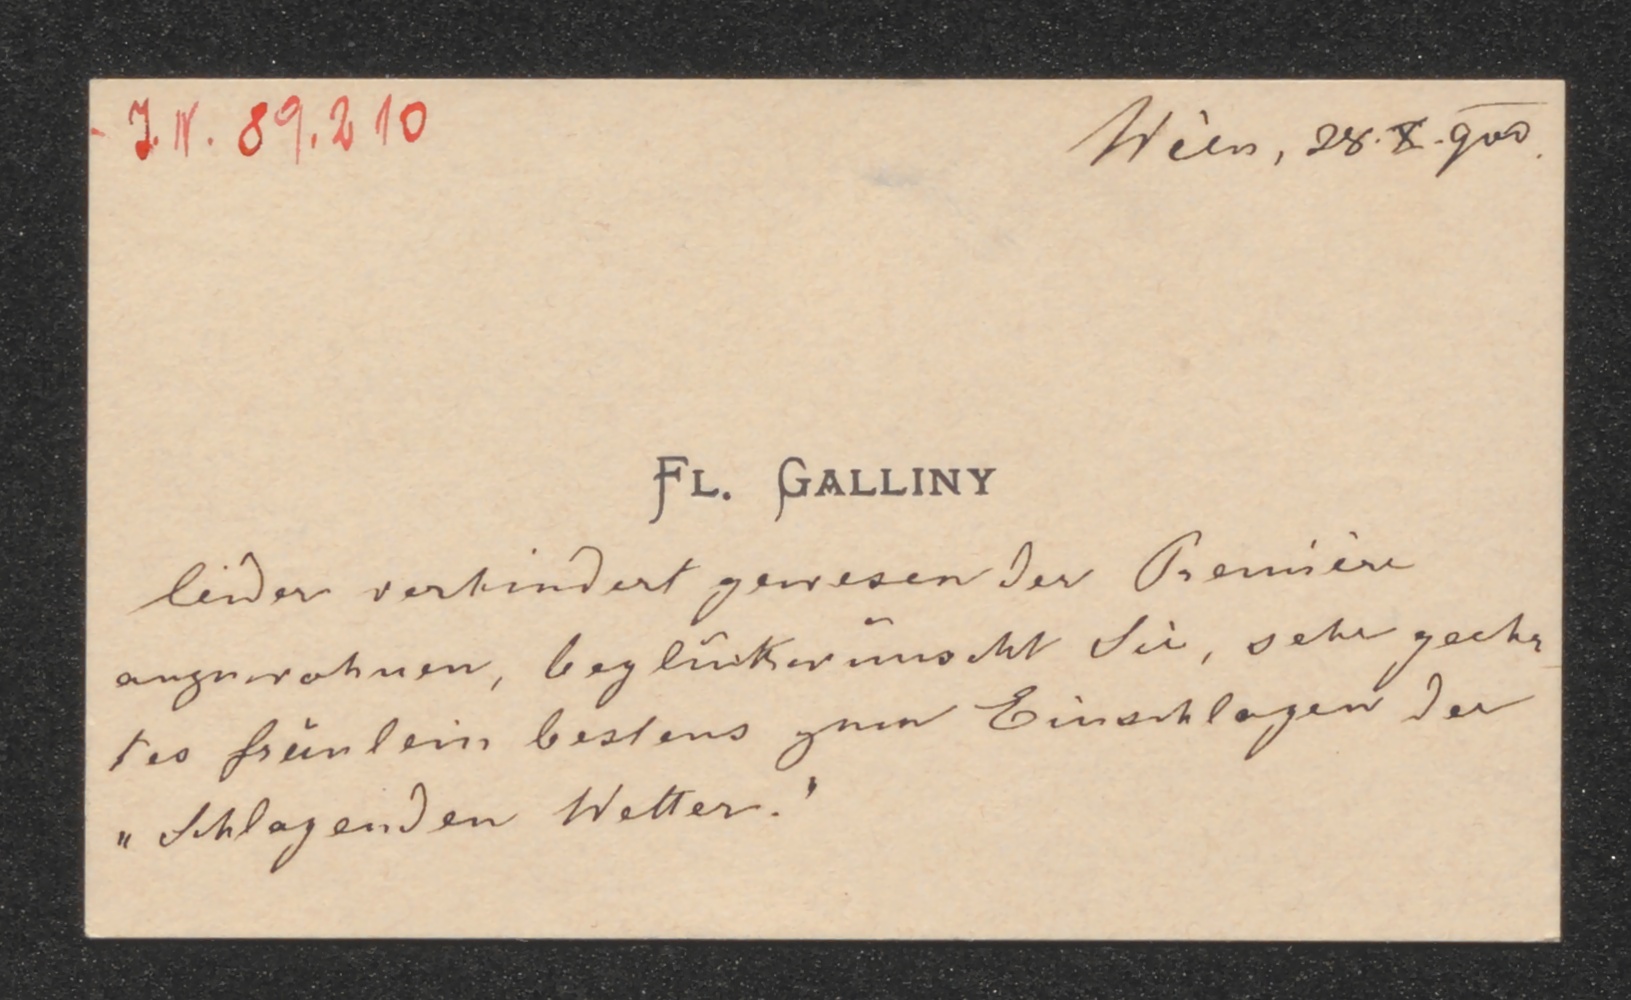 I.N. 89.210
Wien, 28.X.900.
FL. GALLINY
leider verhindert gewesen der Première
anzuwohnen, beglückwünscht Sie, sehr geehr
tes Fräulein bestens zum Einschlagen der
„Schlagenden Wetter."